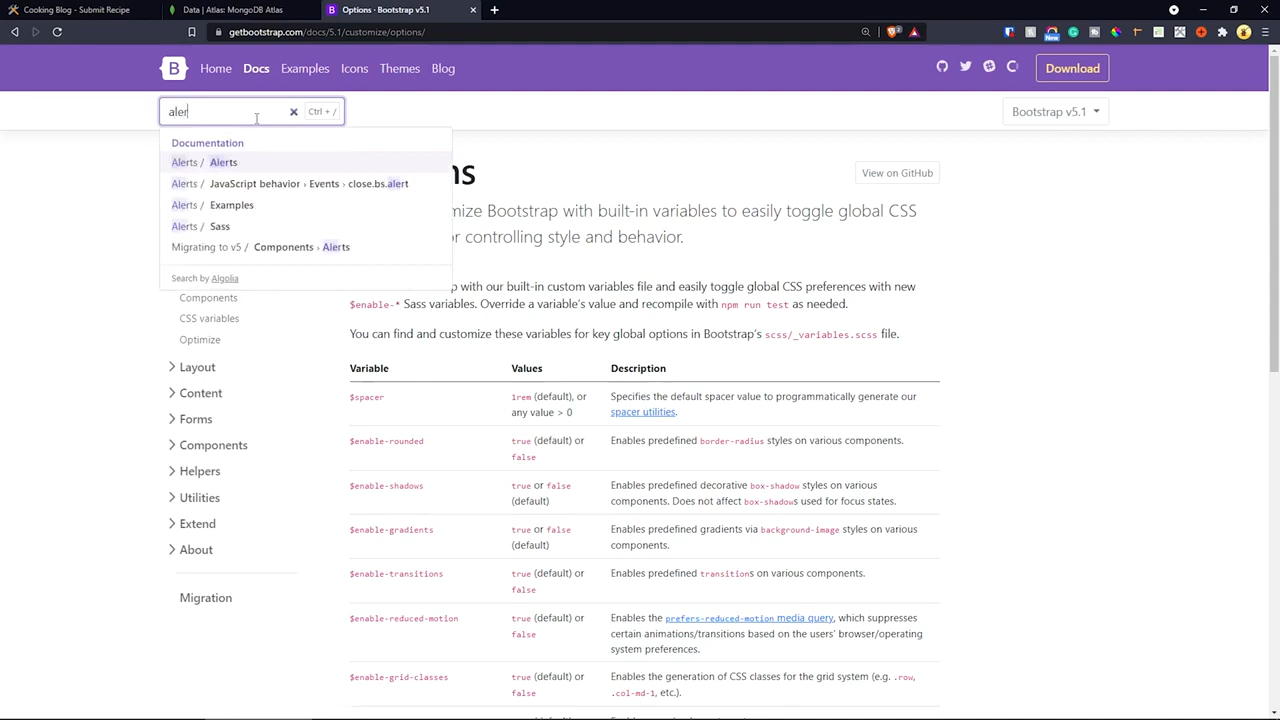 Cooking Blog - Submit Recipe
Data | Atlas: MongoDB Atlas
Options · Bootstrap v5.1
getbootstrap.com/docs/5.1/customize/options/
B
Home
Docs
Examples
Icons
Themes
Blog
Download
aler
Ctrl + /
Bootstrap v5.1
Documentation
Alerts / Alerts
Alerts / JavaScript behavior › Events › close.bs.alert
Alerts / Examples
Alerts / Sass
Migrating to v5 / Components › Alerts
Search by Algolia
ns
View on GitHub
mize Bootstrap with built-in variables to easily toggle global CSS
or controlling style and behavior.
with our built-in custom variables file and easily toggle global CSS preferences with new
$enable-* Sass variables. Override a variable's value and recompile with npm run test as needed.
You can find and customize these variables for key global options in Bootstrap's scss/_variables.scss file.
Components
CSS variables
Optimize
Layout
Content
Forms
Components
Helpers
Utilities
Extend
About
Migration
Variable
Values
Description
$spacer
1rem (default), or
any value > 0
Specifies the default spacer value to programmatically generate our
spacer utilities.
$enable-rounded
true (default) or
false
Enables predefined border-radius styles on various components.
$enable-shadows
true or false
(default)
Enables predefined decorative box-shadow styles on various
components. Does not affect box-shadows used for focus states.
$enable-gradients
true or false
(default)
Enables predefined gradients via background-image styles on various
components.
$enable-transitions
true (default) or
false
Enables predefined transitions on various components.
$enable-reduced-motion
true (default) or
false
Enables the prefers-reduced-motion media query, which suppresses
certain animations/transitions based on the users' browser/operating
system preferences.
$enable-grid-classes
true (default) or
false
Enables the generation of CSS classes for the grid system (e.g. .row,
.col-md-1, etc.).